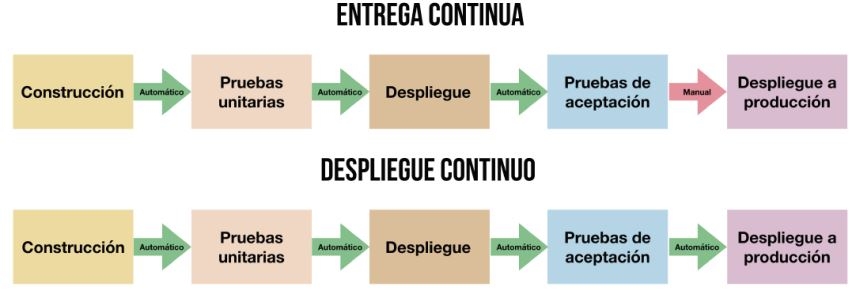 ENTREGA CONTINUA
Construcción
Automático
Pruebas
unitarias
Automático
Despliegue
Automático
Pruebas de
aceptación
Manual
Despliegue a
producción
DESPLIEGUE CONTINUO
Construcción
Automático
Pruebas
unitarias
Automático
Despliegue
Automático
Pruebas de
aceptación
Automático
Despliegue a
producción